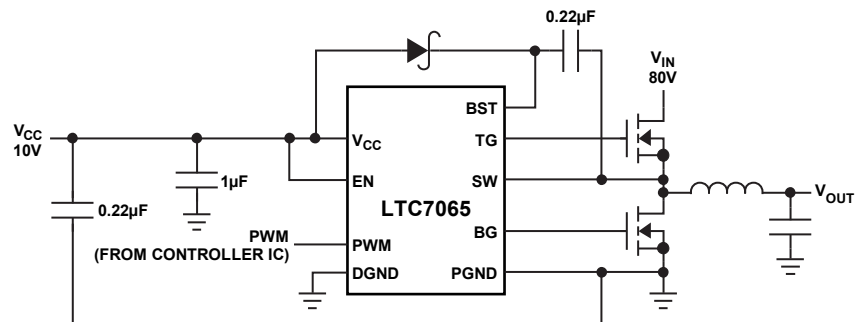 0.22µF
V_IN
80V
BST
V_CC
10V
V_CC
TG
1µF
EN
SW
0.22µF
LTC7065
V_OUT
PWM
(FROM CONTROLLER IC)
PWM
BG
DGND
PGND